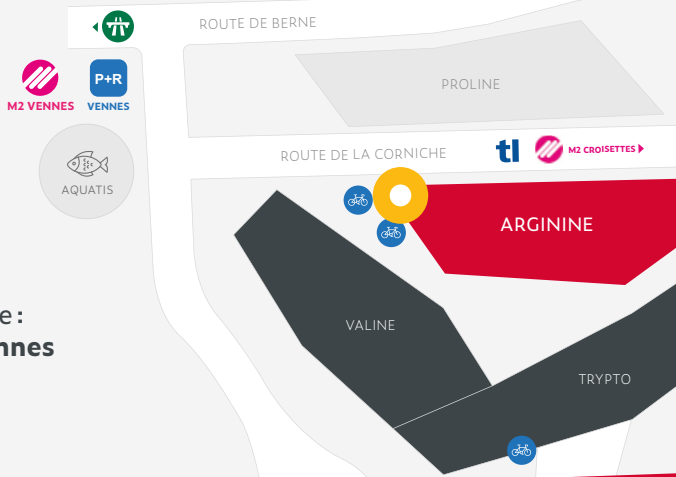 ROUTE DE BERNE
P+R
M2 VENNES
VENNES
PROLINE
ROUTE DE LA CORNICHE
tl
M2 CROISETTES
AQUATIS
ARGININE
e :
nnes
VALINE
TRYPTO